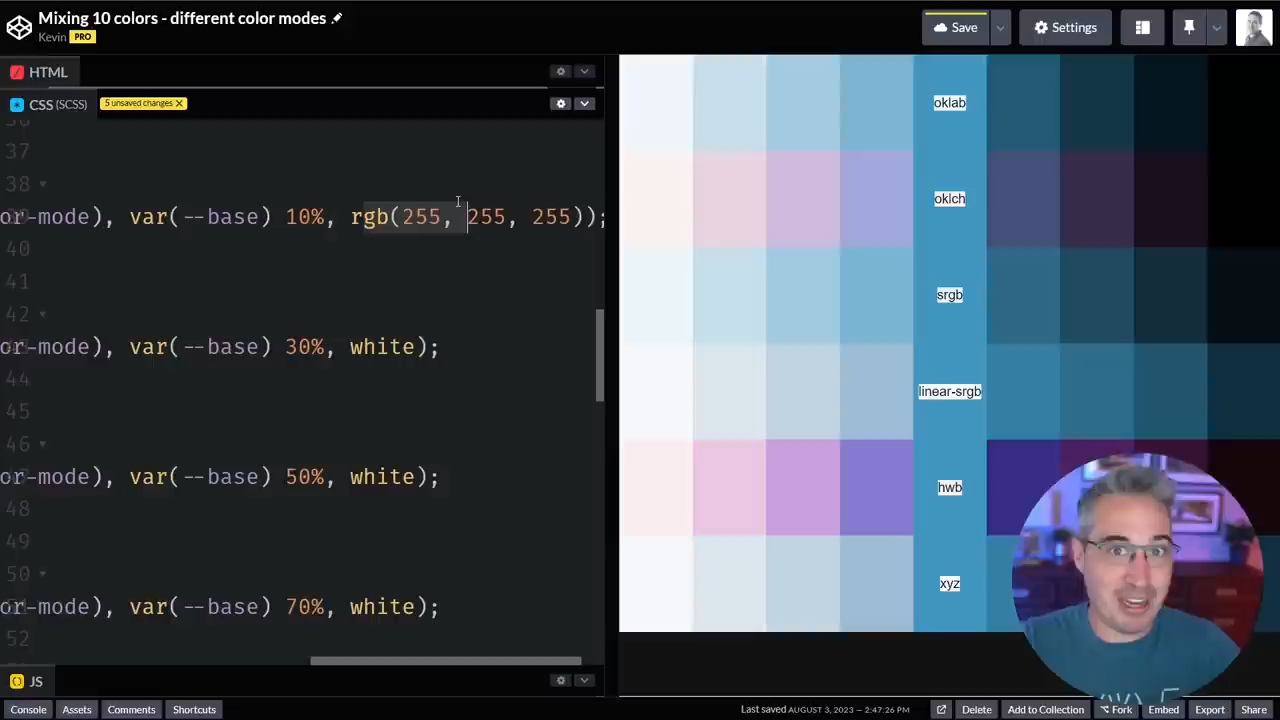 Mixing 10 colors - different color modes
Kevin PRO
Save
Settings
HTML
CSS (SCSS)
5 unsaved changes X
37
38
or-mode), var(--base) 10%, rgb(255, 255, 255));
40
41
42
or-mode), var(--base) 30%, white);
44
45
46
or-mode), var(--base) 50%, white);
48
49
50
or-mode), var(--base) 70%, white);
52
JS
oklab
oklch
srgb
linear-srgb
hwb
xyz
Console Assets Comments Shortcuts
Last saved AUGUST 3, 2023 — 2:47:26 PM
Delete Add to Collection Fork Embed Export Share